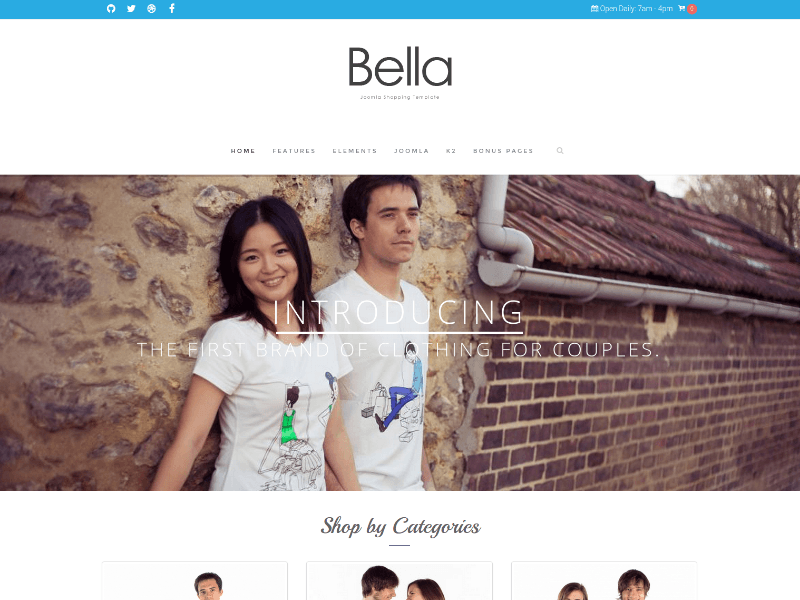 Open Daily: 7am - 4pm 0
Bella
Joomla Shopping Template
HOME FEATURES ELEMENTS JOOMLA K2 BONUS PAGES
INTRODUCING
THE FIRST BRAND OF CLOTHING FOR COUPLES.
Shop by Categories